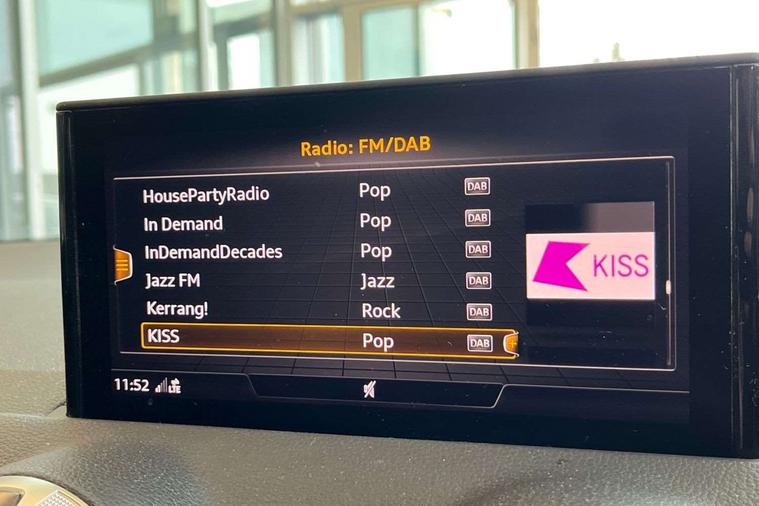 Radio: FM/DAB
HousePartyRadio Pop DAB
In Demand Pop DAB
InDemandDecades Pop DAB
Jazz FM Jazz DAB
Kerrang! Rock DAB
KISS Pop DAB
KISS
11:52 LTE